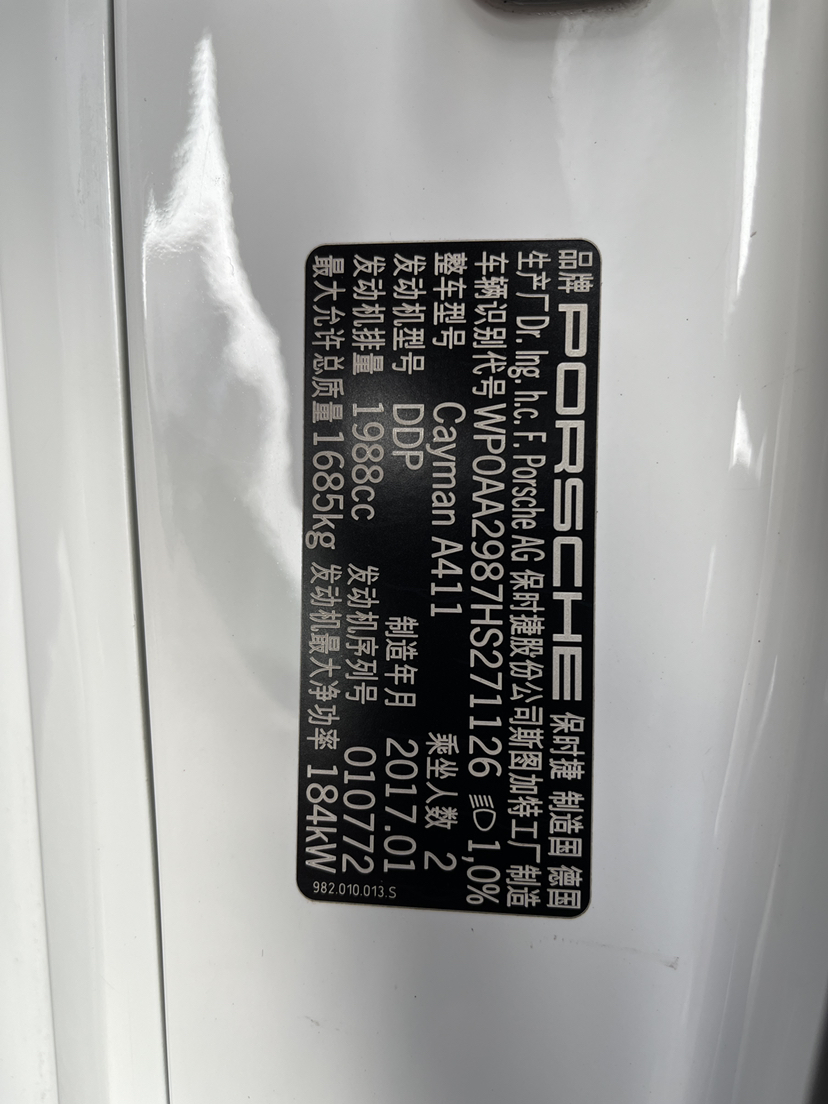 品牌 PORSCHE 保时捷 制造国 德国
生产厂 Dr. Ing. h.c. F. Porsche AG 保时捷股份公司斯图加特工厂 制造
车辆识别代号 WP0AA2987HS271126 1,0%
整车型号 Cayman A411 乘坐人数 2
发动机型号 DDP 制造年月 2017.01
发动机排量 1988cc 发动机序列号 010772
最大允许总质量 1685kg 发动机最大净功率 184kW
982.010.013.S